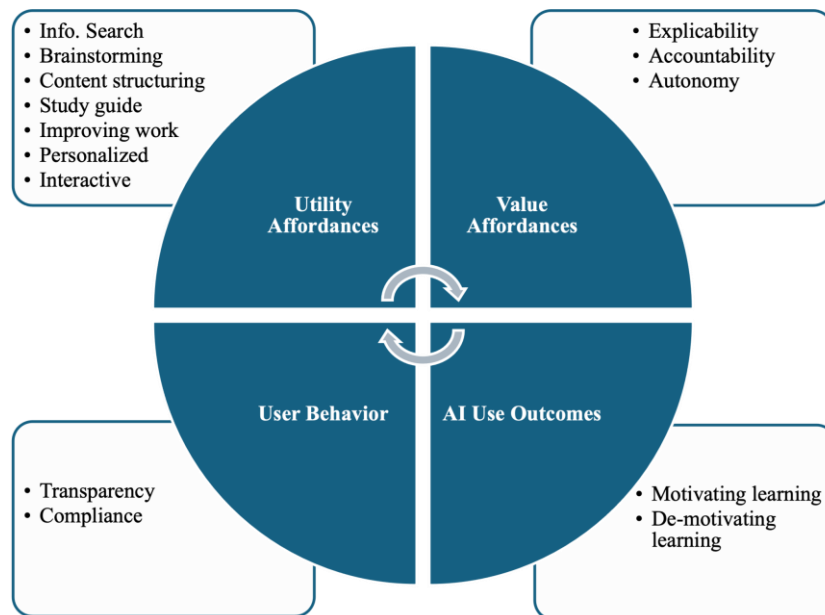 • Info. Search
• Brainstorming
• Content structuring
• Study guide
• Improving work
• Personalized
• Interactive
• Explicability
• Accountability
• Autonomy
Utility
Affordances
Value
Affordances
User Behavior
AI Use Outcomes
• Transparency
• Compliance
• Motivating learning
• De-motivating
learning